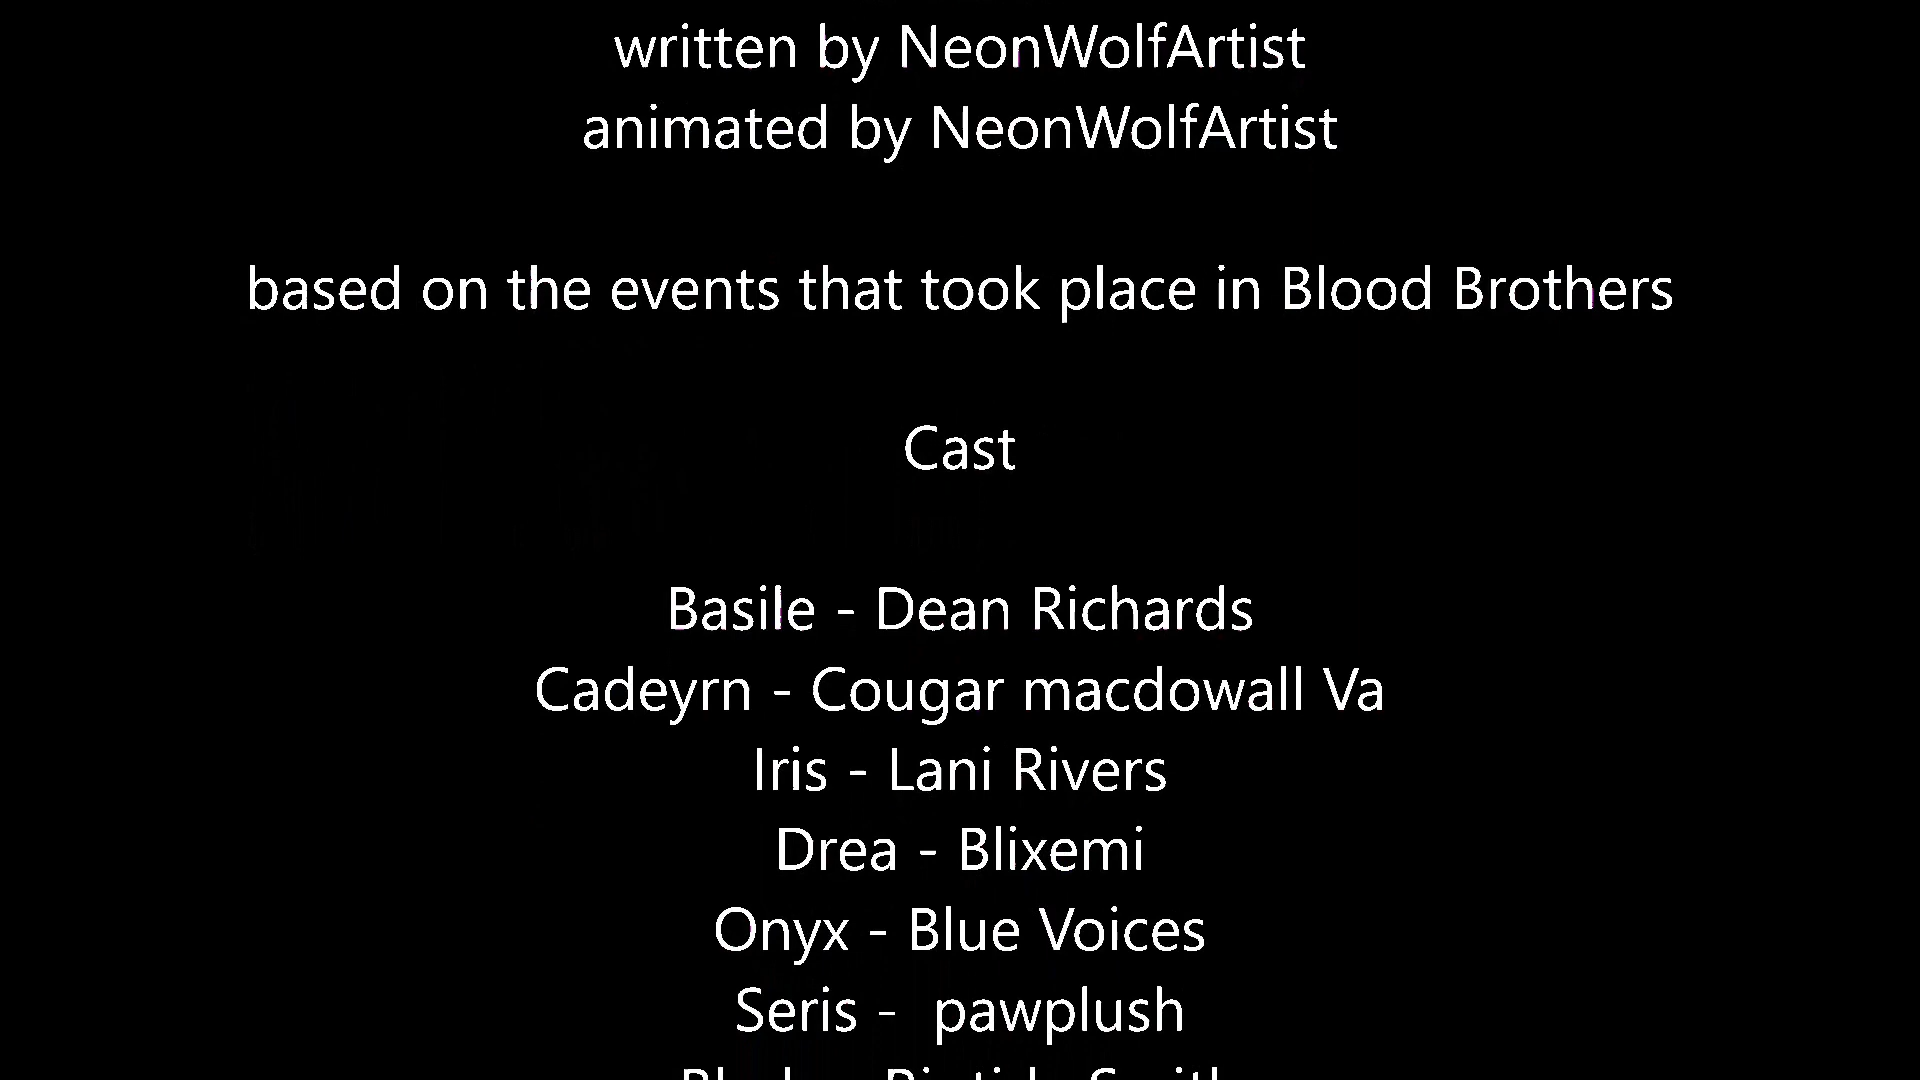 written by NeonWolfArtist
animated by NeonWolfArtist
based on the events that took place in Blood Brothers
Cast
Basile - Dean Richards
Cadeyrn - Cougar macdowall Va
Iris - Lani Rivers
Drea - Blixemi
Onyx - Blue Voices
Seris -  pawplush